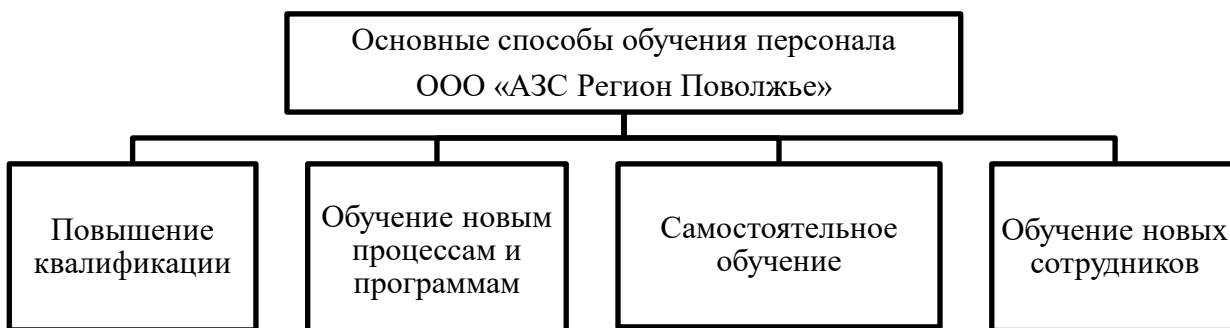 Основные способы обучения персонала
ООО «АЗС Регион Поволжье»
Повышение
квалификации
Обучение новым
процессам и
программам
Самостоятельное
обучение
Обучение новых
сотрудников